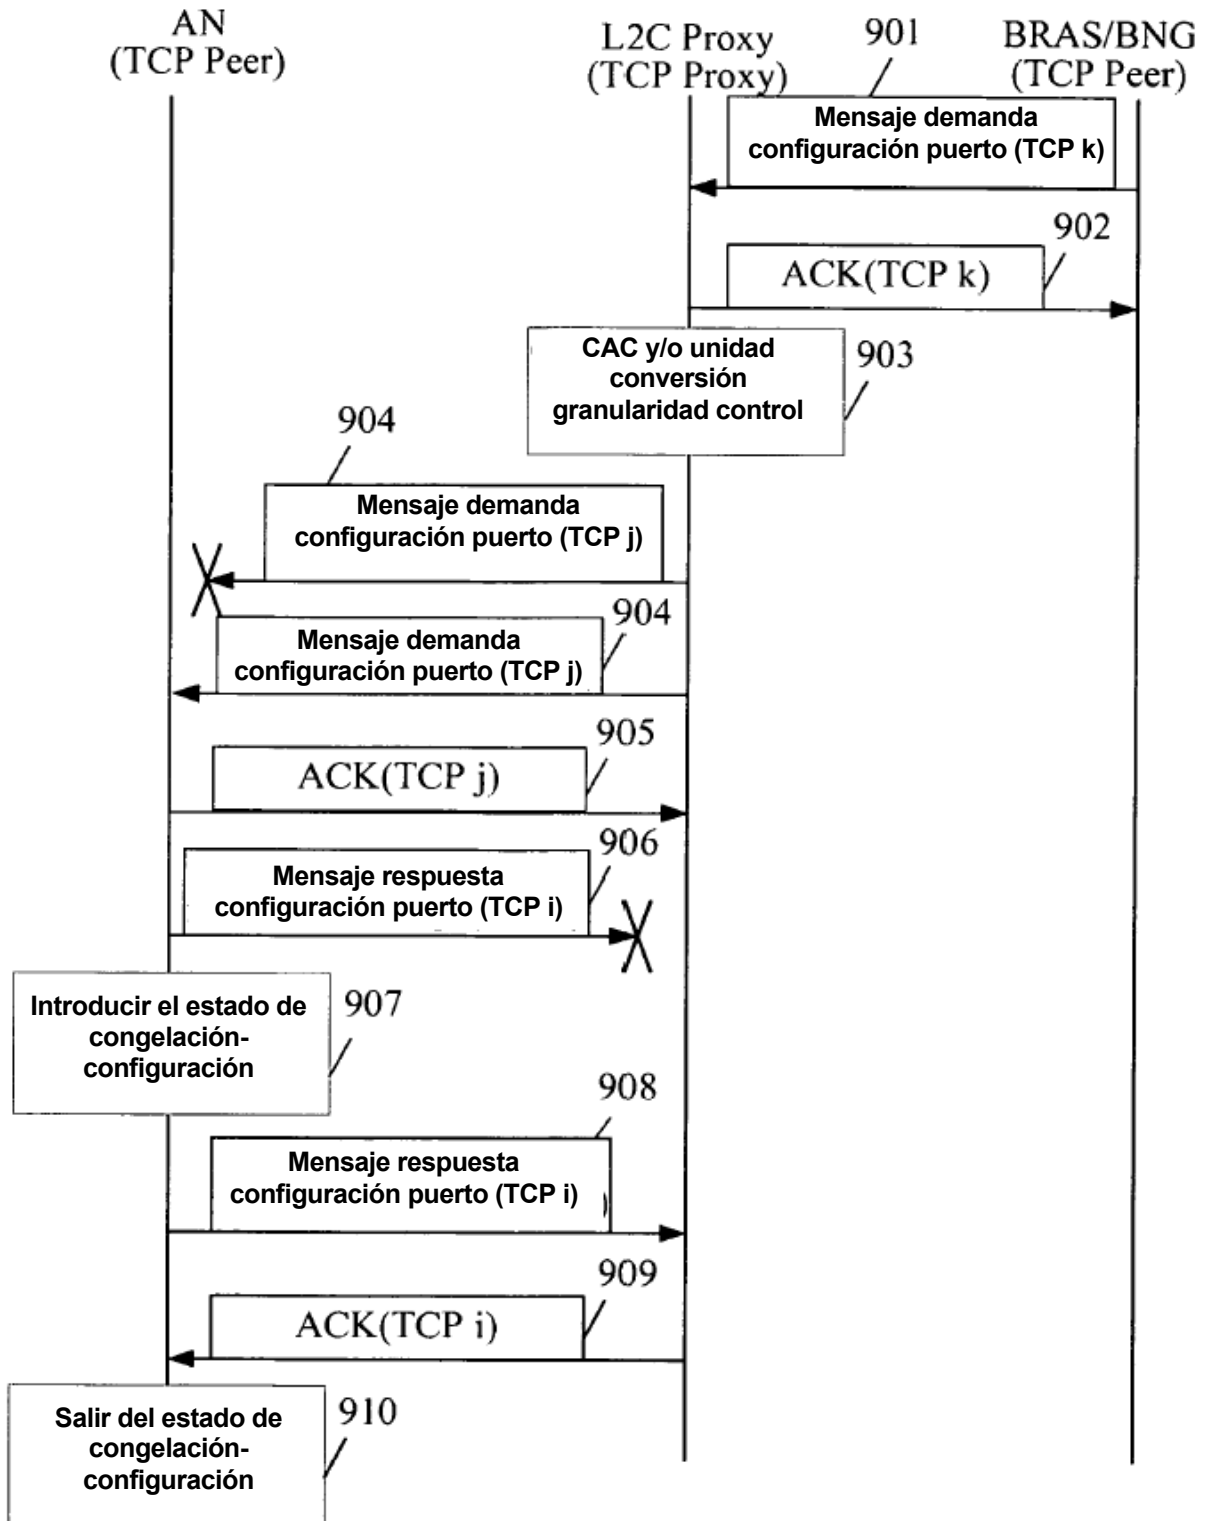 AN
(TCP Peer)
L2C Proxy
(TCP Proxy)
901
BRAS/BNG
(TCP Peer)
Mensaje demanda
configuración puerto (TCP k)
902
ACK(TCP k)
CAC y/o unidad
conversión
granularidad control
903
904
Mensaje demanda
configuración puerto (TCP j)
904
Mensaje demanda
configuración puerto (TCP j)
905
ACK(TCP j)
906
Mensaje respuesta
configuración puerto (TCP i)
Introducir el estado de
congelación-
configuración
907
908
Mensaje respuesta
configuración puerto (TCP i)
)
909
ACK(TCP i)
Salir del estado de
congelación-
configuración
910